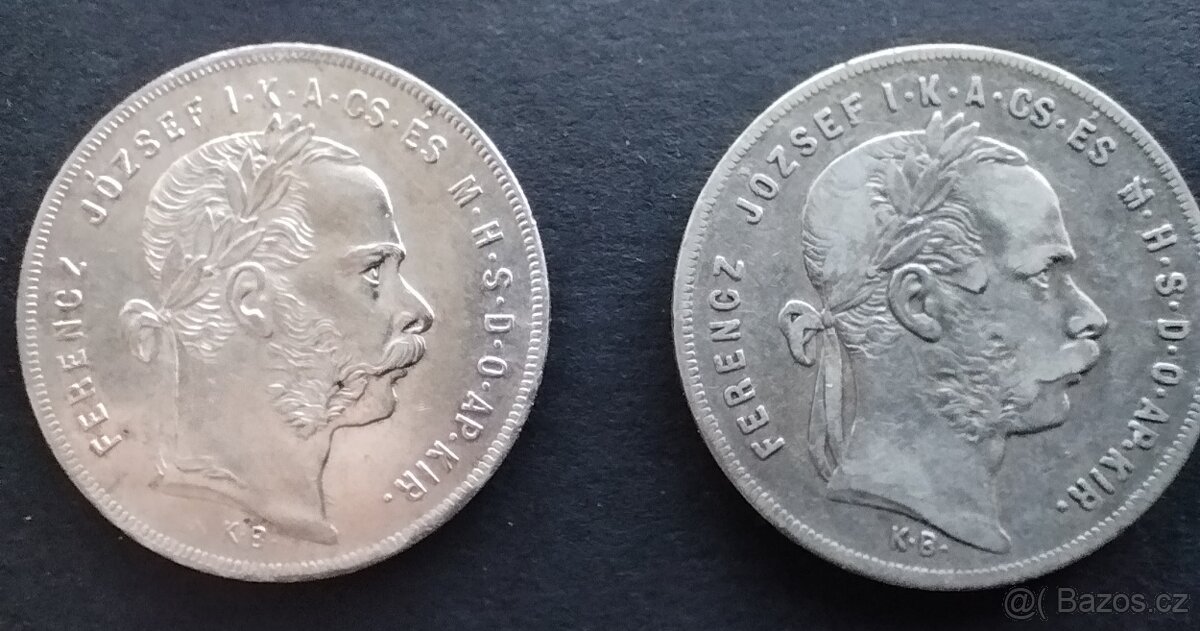 FERENCZ JÓZSEF I·K·A·CS·ÉS M·H·S·D·O·AP·KIR.
KB
FERENCZ JÓZSEF I·K·A·CS·ÉS M·H·S·D·O·AP·KIR.
K·B·
@( Bazos.cz